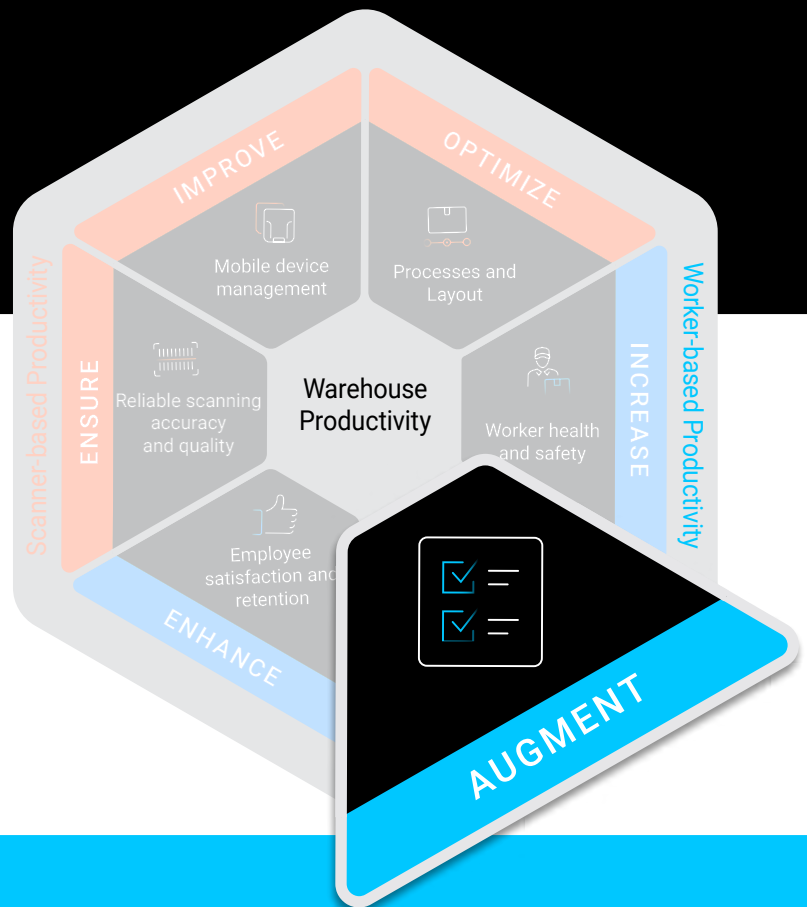 IMPROVE
OPTIMIZE
Mobile device
management
Processes and
Layout
Scanner-based Productivity
ENSURE
Reliable scanning
accuracy
and quality
Warehouse
Productivity
Worker health
and safety
INCREASE
Worker-based Productivity
Employee
satisfaction and
retention
ENHANCE
AUGMENT